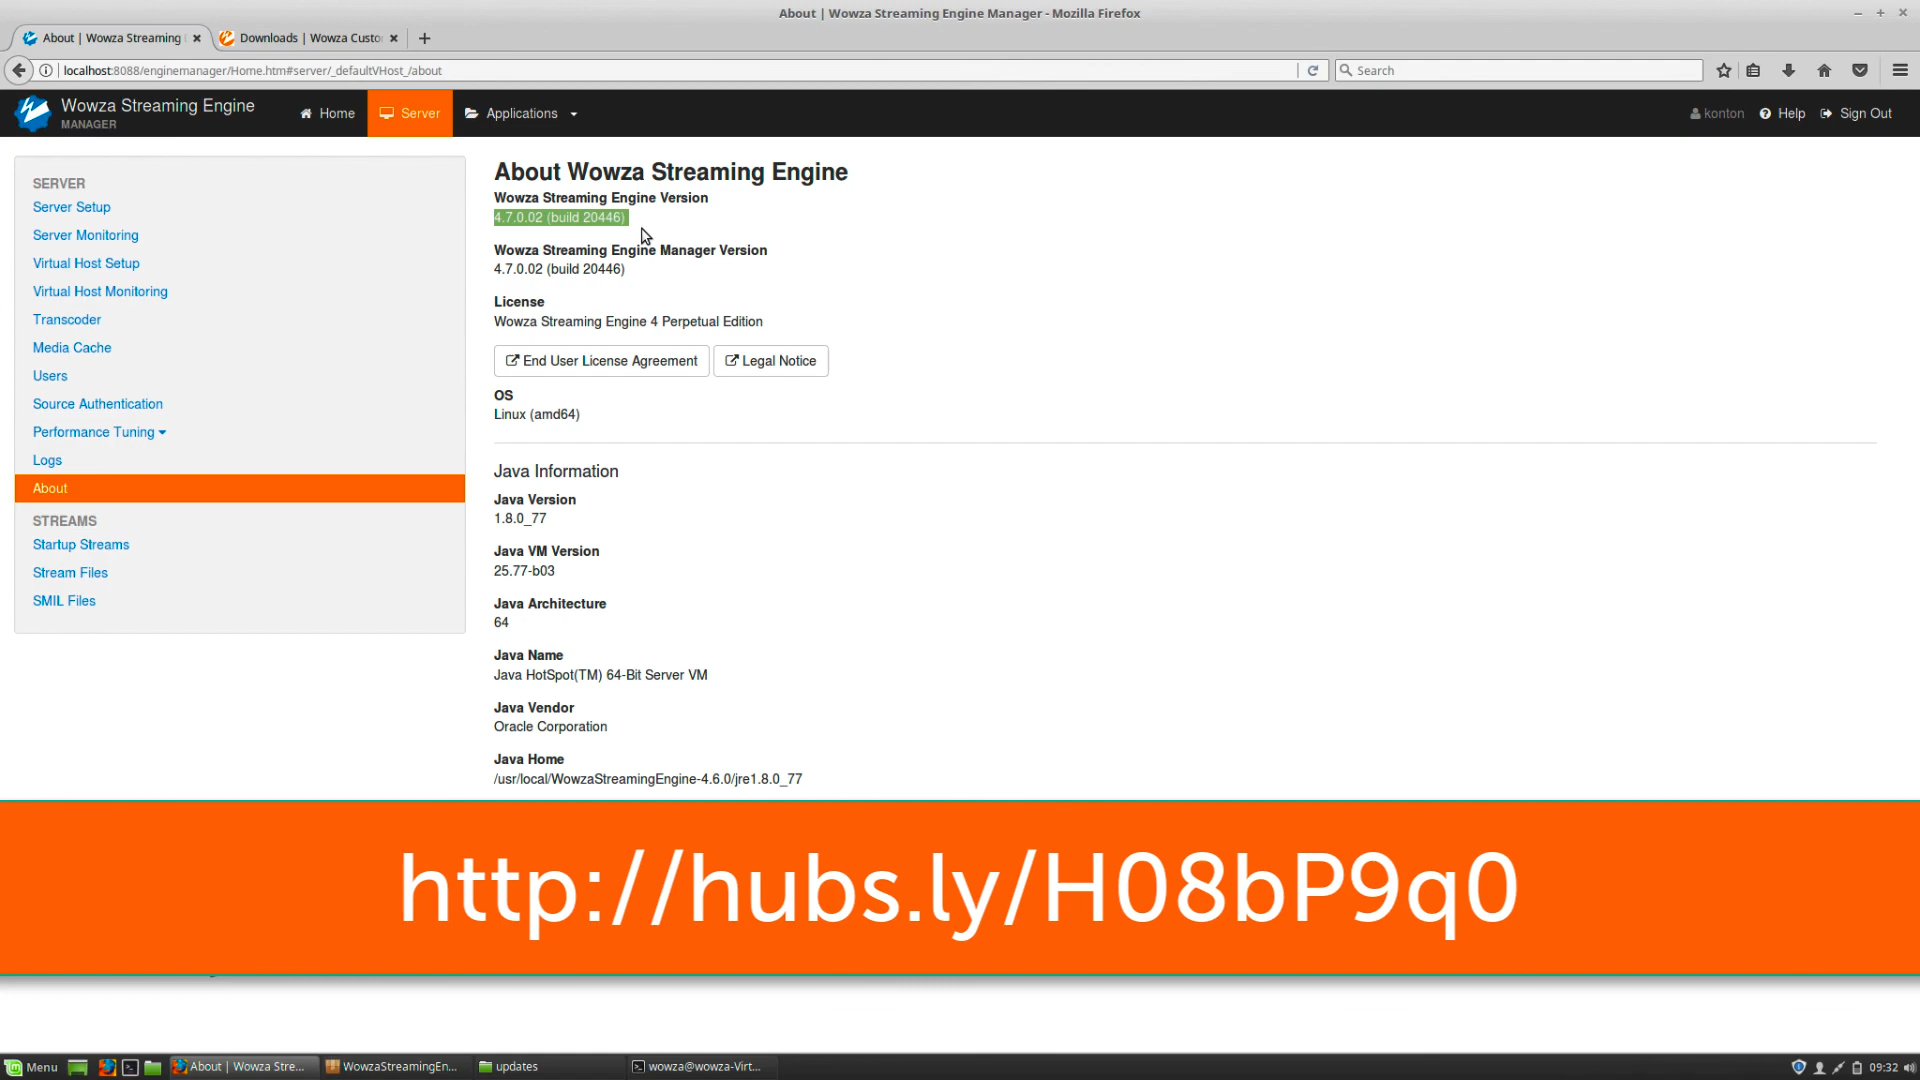 About | Wowza Streaming Engine Manager - Mozilla Firefox
About | Wowza Streaming
Downloads | Wowza Custo
localhost:8088/enginemanager/Home.htm#server/_defaultVHost_/about
Search
Wowza Streaming Engine
MANAGER
Home
Server
Applications
konton
Help
Sign Out
SERVER
Server Setup
Server Monitoring
Virtual Host Setup
Virtual Host Monitoring
Transcoder
Media Cache
Users
Source Authentication
Performance Tuning
Logs
About
STREAMS
Startup Streams
Stream Files
SMIL Files
About Wowza Streaming Engine
Wowza Streaming Engine Version
4.7.0.02 (build 20446)
Wowza Streaming Engine Manager Version
4.7.0.02 (build 20446)
License
Wowza Streaming Engine 4 Perpetual Edition
End User License Agreement
Legal Notice
OS
Linux (amd64)
Java Information
Java Version
1.8.0_77
Java VM Version
25.77-b03
Java Architecture
64
Java Name
Java HotSpot(TM) 64-Bit Server VM
Java Vendor
Oracle Corporation
Java Home
/usr/local/WowzaStreamingEngine-4.6.0/jre1.8.0_77
http://hubs.ly/H08bP9q0
Menu
About | Wowza Stre...
WowzaStreamingEn...
updates
wowza@wowza-Virt...
09:32